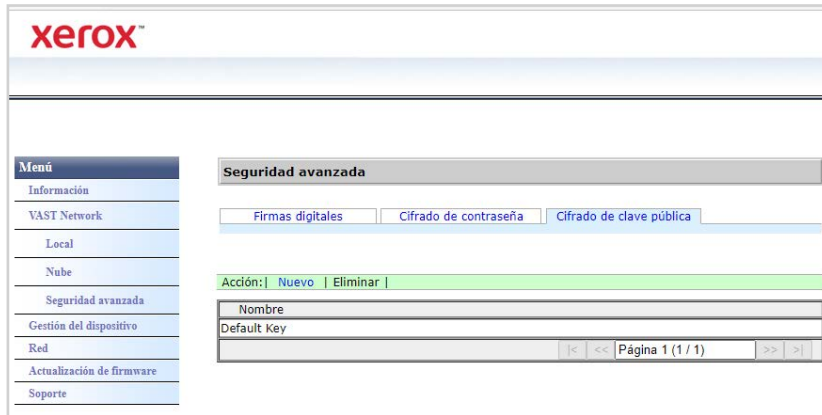 xerox™
Menú
Información
VAST Network
Local
Nube
Seguridad avanzada
Gestión del dispositivo
Red
Actualización de firmware
Soporte
Seguridad avanzada
Firmas digitales
Cifrado de contraseña
Cifrado de clave pública
Acción:| Nuevo | Eliminar |
Nombre
Default Key
|< << Página 1 (1 / 1) >> >|